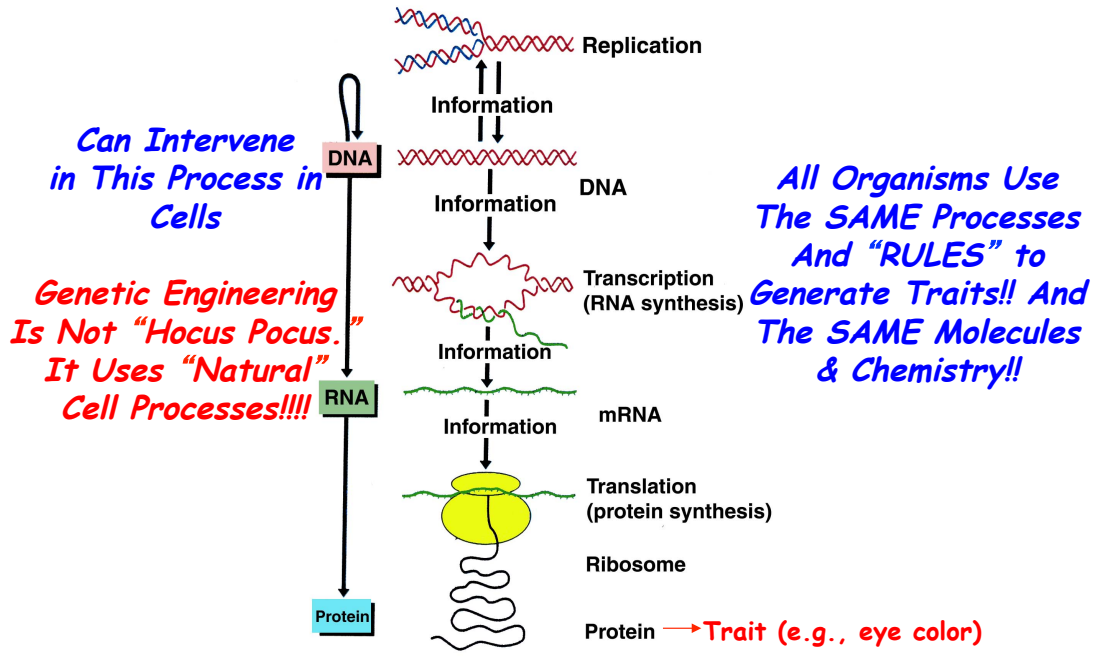 Replication
Information
Can Intervene
in This Process in
Cells
DNA
DNA
Information
All Organisms Use
The SAME Processes
And “RULES” to
Generate Traits!! And
The SAME Molecules
& Chemistry!!
Genetic Engineering
Is Not “Hocus Pocus.”
It Uses “Natural”
Cell Processes!!!!
Transcription
(RNA synthesis)
Information
RNA
mRNA
Information
Translation
(protein synthesis)
Ribosome
Protein
Protein
Trait (e.g., eye color)